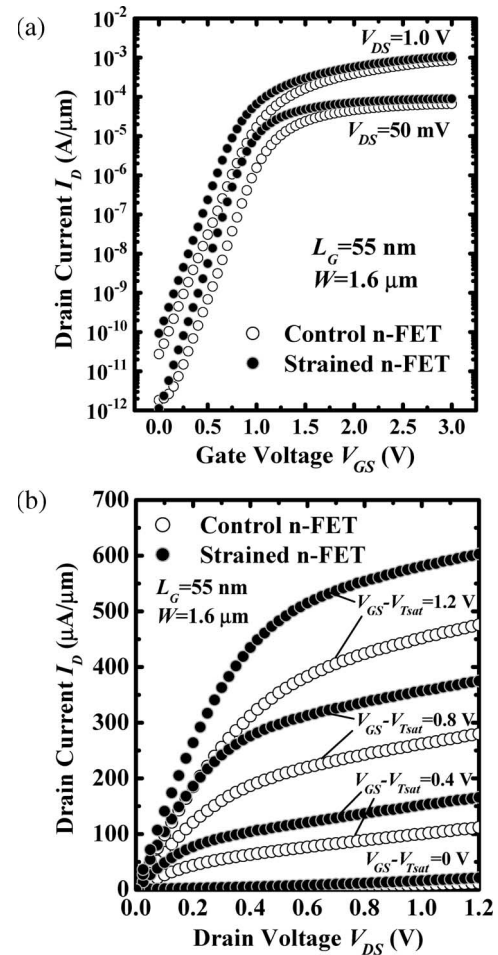 (a)
10⁻²
10⁻³
10⁻⁴
10⁻⁵
10⁻⁶
10⁻⁷
10⁻⁸
10⁻⁹
10⁻¹⁰
10⁻¹¹
10⁻¹²
Drain Current I_D (A/μm)
V_DS=1.0 V
V_DS=50 mV
L_G=55 nm
W=1.6 μm
Control n-FET
Strained n-FET
0.0 0.5 1.0 1.5 2.0 2.5 3.0
Gate Voltage V_GS (V)
(b)
700
600
500
400
300
200
100
0
Drain Current I_D (μA/μm)
Control n-FET
Strained n-FET
L_G=55 nm
W=1.6 μm
V_GS-V_Tsat=1.2 V
V_GS-V_Tsat=0.8 V
V_GS-V_Tsat=0.4 V
V_GS-V_Tsat=0 V
0.0 0.2 0.4 0.6 0.8 1.0 1.2
Drain Voltage V_DS (V)